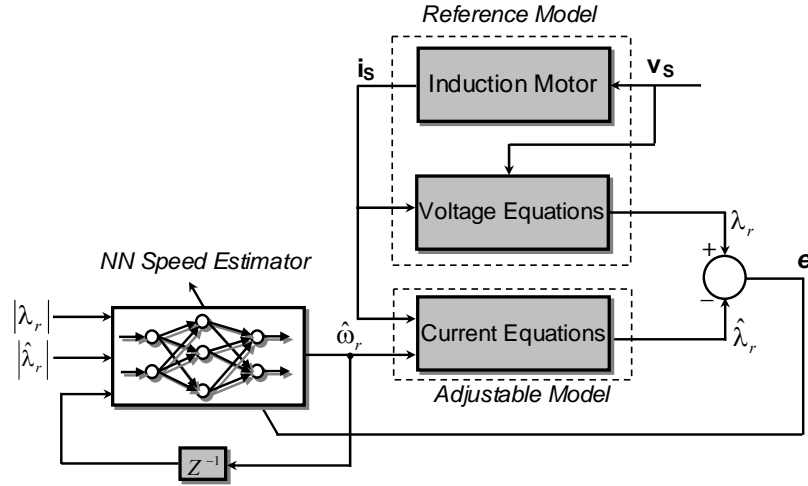 Reference Model
i_S
Induction Motor
v_S
Voltage Equations
λ_r
NN Speed Estimator
+
e
|λ_r|
−
|λ̂_r|
ω̂_r
Current Equations
λ̂_r
Adjustable Model
Z⁻¹